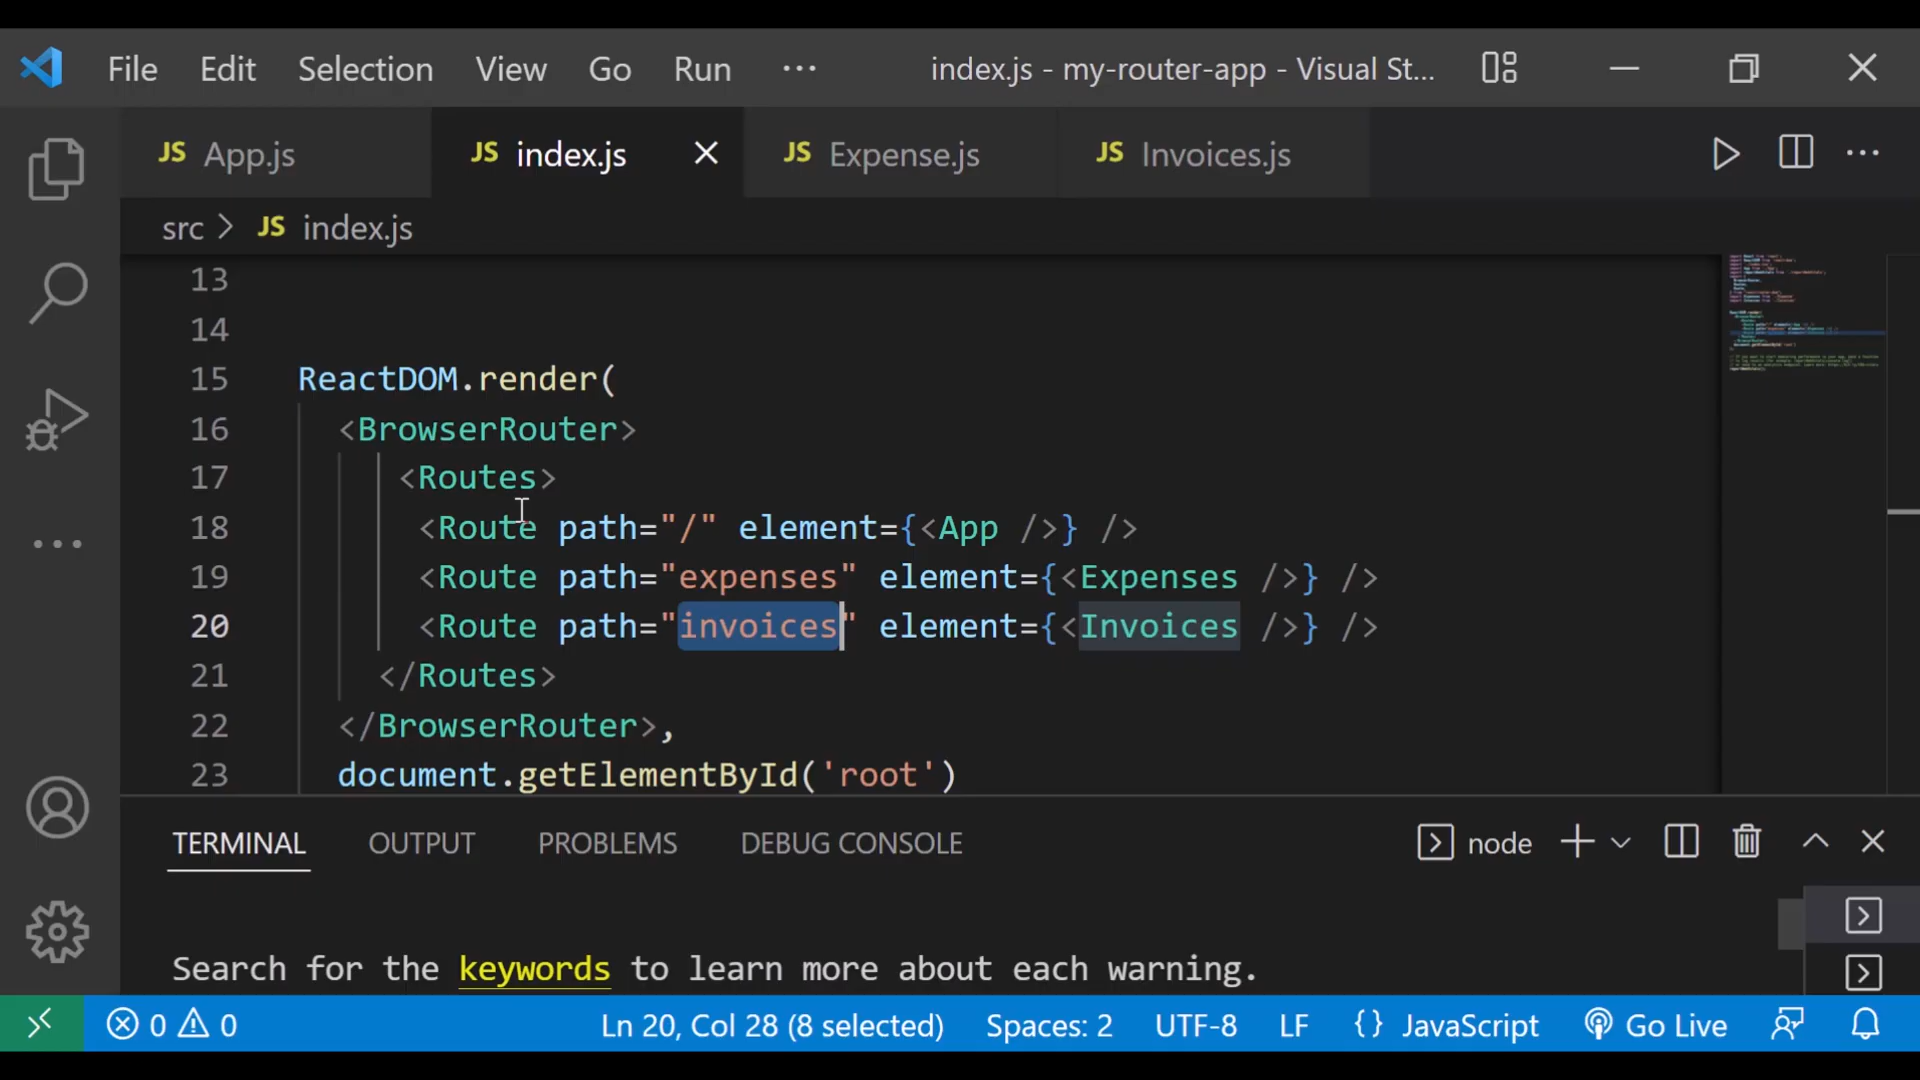 File Edit Selection View Go Run ··· index.js - my-router-app - Visual St...
JS App.js JS index.js JS Expense.js JS Invoices.js
src > JS index.js
13
14
15 ReactDOM.render(
16 <BrowserRouter>
17 <Routes>
18 <Route path="/" element={<App />} />
19 <Route path="expenses" element={<Expenses />} />
20 <Route path="invoices" element={<Invoices />} />
21 </Routes>
22 </BrowserRouter>,
23 document.getElementById('root')
TERMINAL OUTPUT PROBLEMS DEBUG CONSOLE node
Search for the keywords to learn more about each warning.
0 0 Ln 20, Col 28 (8 selected) Spaces: 2 UTF-8 LF {} JavaScript Go Live